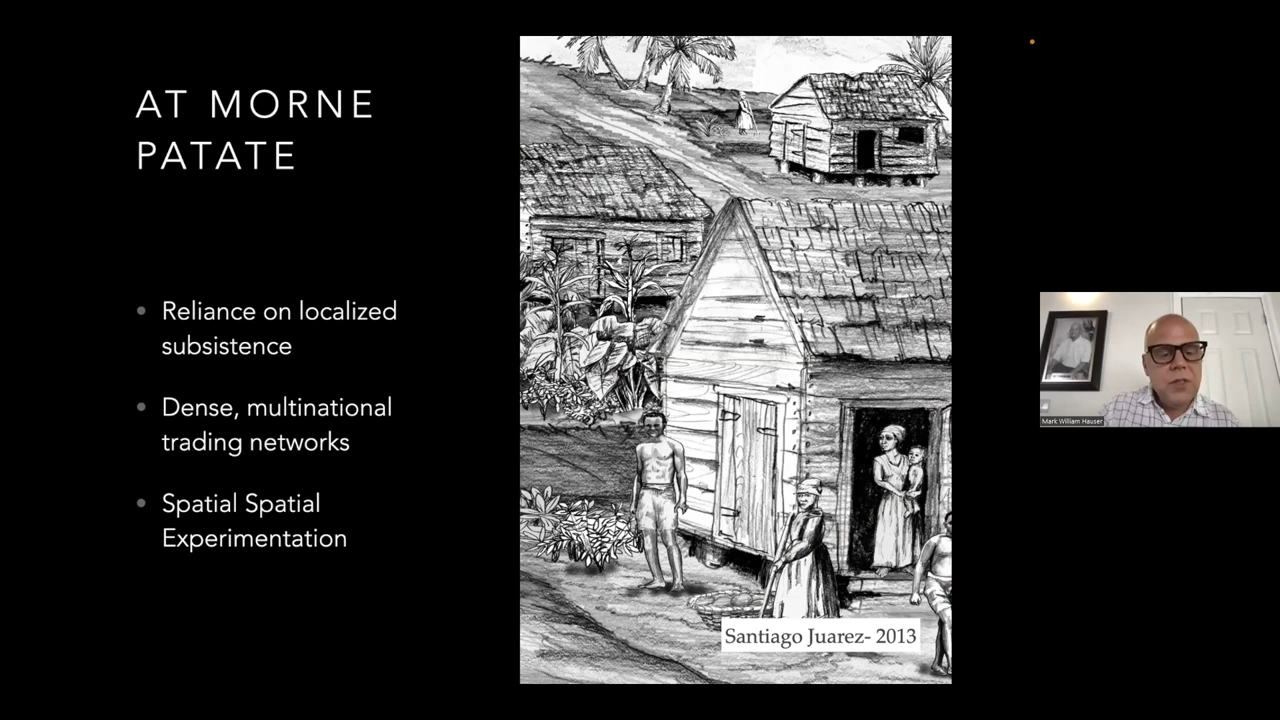 AT MORNE
PATATE
• Reliance on localized
subsistence
• Dense, multinational
trading networks
• Spatial Spatial
Experimentation
Santiago Juarez- 2013
Mark William Hauser